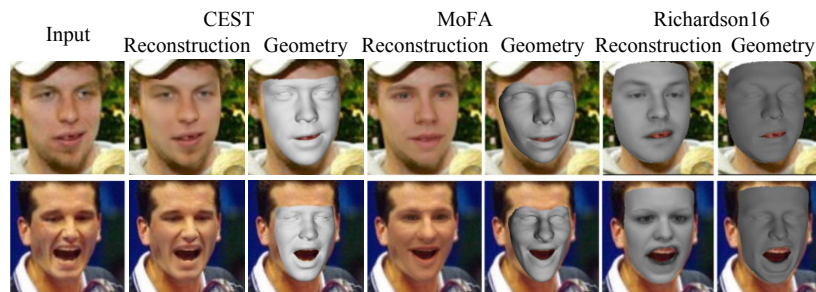 Input
CEST
MoFA
Richardson16
Reconstruction Geometry Reconstruction Geometry Reconstruction Geometry